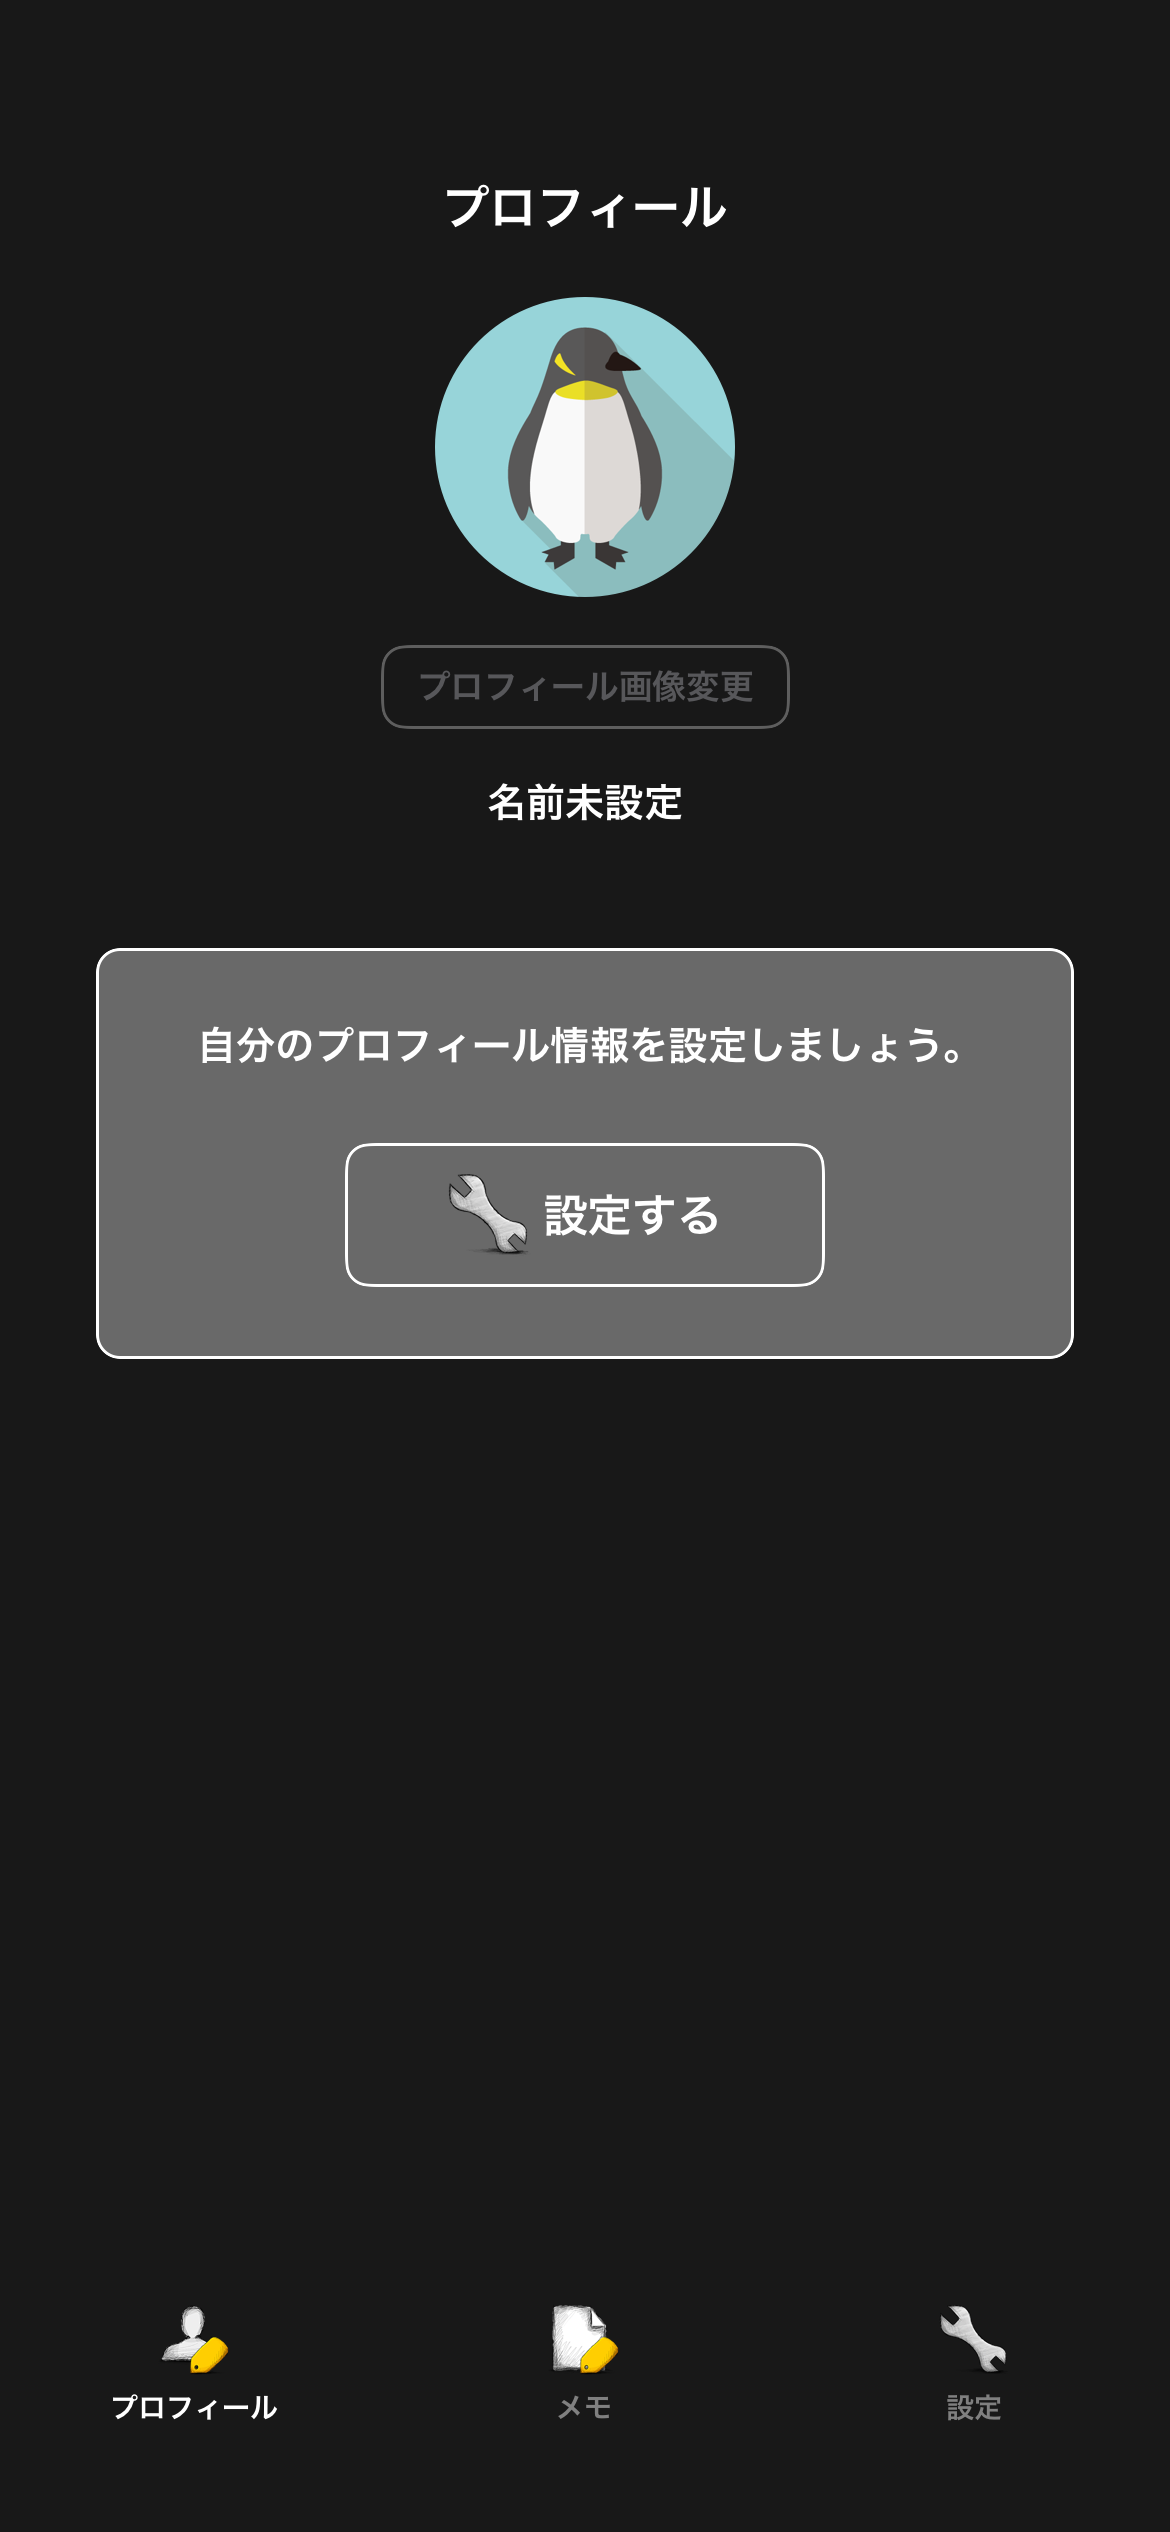 プロフィール
プロフィール画像変更
名前未設定
自分のプロフィール情報を設定しましょう。
設定する
プロフィール
メモ
設定